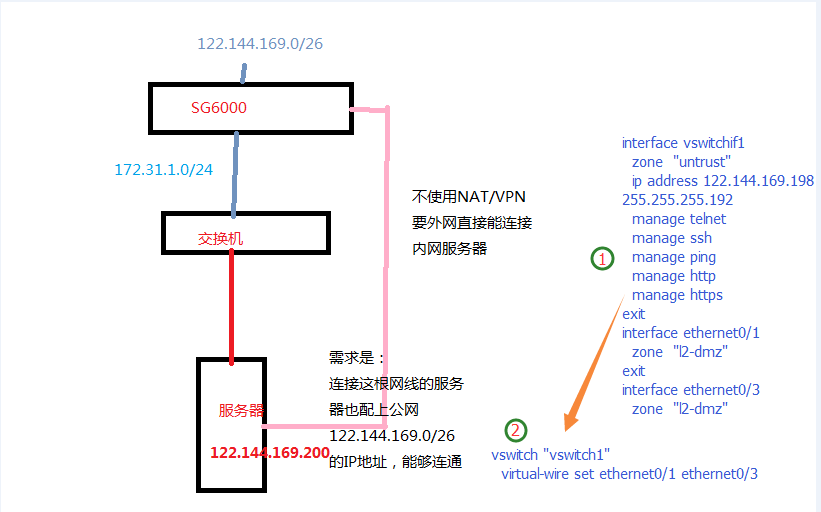 122.144.169.0/26
SG6000
172.31.1.0/24
交换机
不使用NAT/VPN
要外网直接能连接
内网服务器
服务器
122.144.169.200
需求是：
连接这根网线的服务
器也配上公网
122.144.169.0/26
的IP地址，能够连通
①
interface vswitchif1
zone "untrust"
ip address 122.144.169.198
255.255.255.192
manage telnet
manage ssh
manage ping
manage http
manage https
exit
interface ethernet0/1
zone "l2-dmz"
exit
interface ethernet0/3
zone "l2-dmz"
②
vswitch "vswitch1"
virtual-wire set ethernet0/1 ethernet0/3